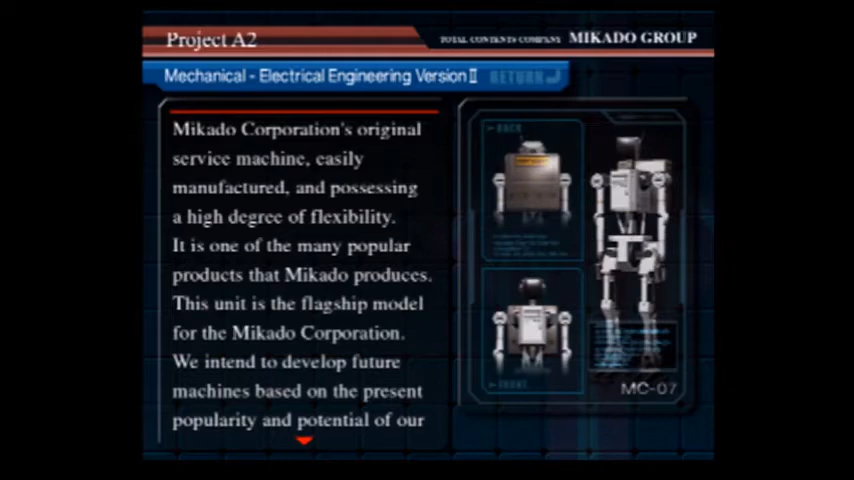 Project A2
TOTAL CONTENTS COMPANY MIKADO GROUP
Mechanical - Electrical Engineering Version II RETURN
Mikado Corporation's original
service machine, easily
manufactured, and possessing
a high degree of flexibility.
It is one of the many popular
products that Mikado produces.
This unit is the flagship model
for the Mikado Corporation.
We intend to develop future
machines based on the present
popularity and potential of our
BACK
FRONT
MC-07